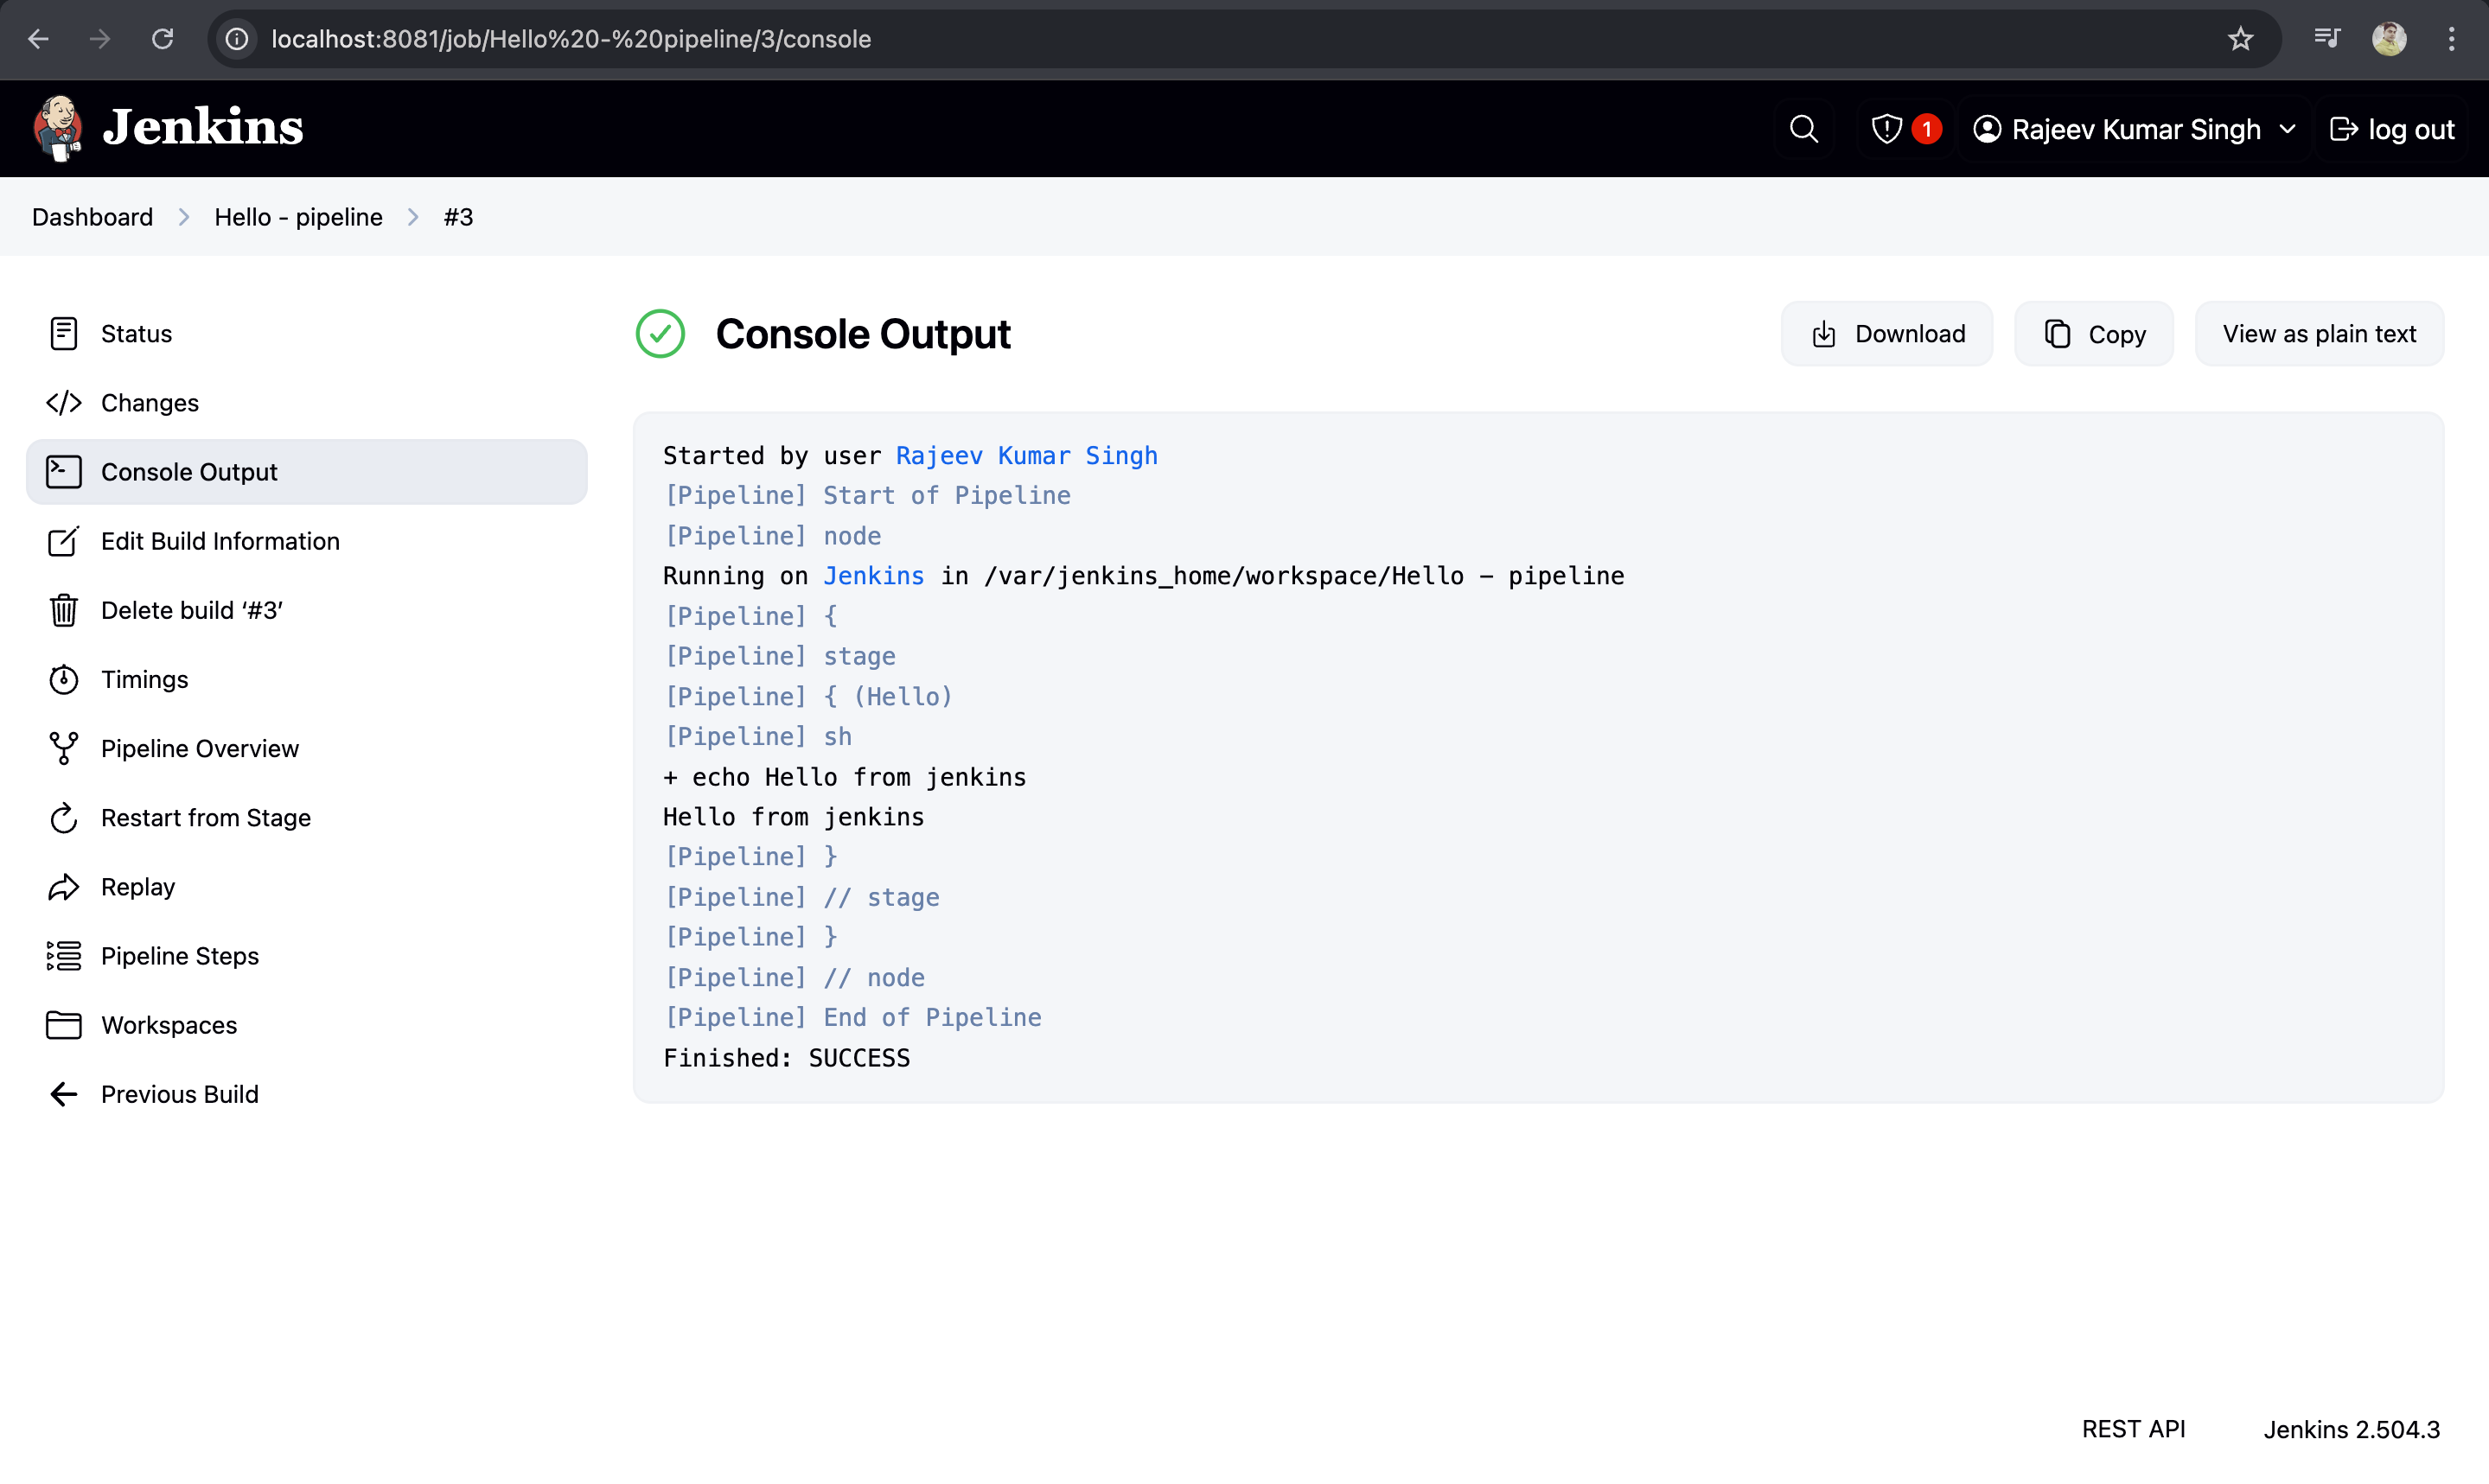 localhost:8081/job/Hello%20-%20pipeline/3/console
Jenkins
1
Rajeev Kumar Singh
log out
Dashboard
Hello - pipeline
#3
Status
Changes
Console Output
Edit Build Information
Delete build ‘#3’
Timings
Pipeline Overview
Restart from Stage
Replay
Pipeline Steps
Workspaces
Previous Build
Console Output
Download
Copy
View as plain text
Started by user Rajeev Kumar Singh
[Pipeline] Start of Pipeline
[Pipeline] node
Running on Jenkins in /var/jenkins_home/workspace/Hello - pipeline
[Pipeline] {
[Pipeline] stage
[Pipeline] { (Hello)
[Pipeline] sh
+ echo Hello from jenkins
Hello from jenkins
[Pipeline] }
[Pipeline] // stage
[Pipeline] }
[Pipeline] // node
[Pipeline] End of Pipeline
Finished: SUCCESS
REST API
Jenkins 2.504.3